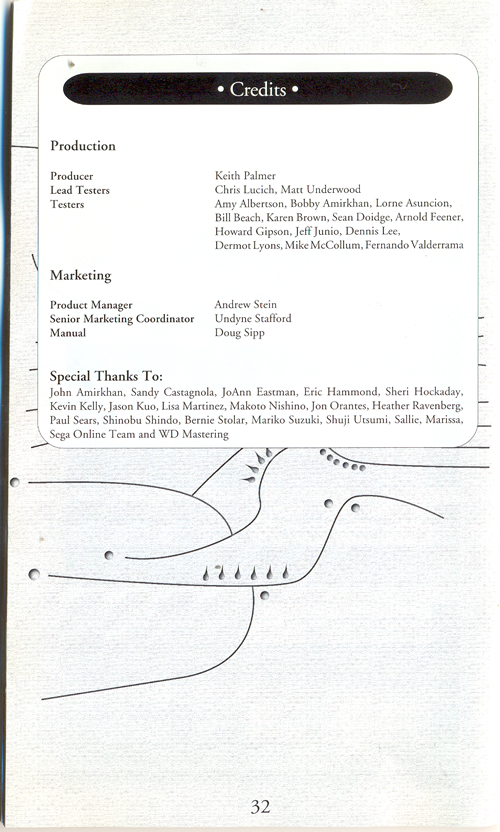 • Credits •
Production
Producer Keith Palmer
Lead Testers Chris Lucich, Matt Underwood
Testers Amy Albertson, Bobby Amirkhan, Lorne Asuncion,
Bill Beach, Karen Brown, Sean Doidge, Arnold Feener,
Howard Gipson, Jeff Junio, Dennis Lee,
Dermot Lyons, Mike McCollum, Fernando Valderrama
Marketing
Product Manager Andrew Stein
Senior Marketing Coordinator Undyne Stafford
Manual Doug Sipp
Special Thanks To:
John Amirkhan, Sandy Castagnola, JoAnn Eastman, Eric Hammond, Sheri Hockaday,
Kevin Kelly, Jason Kuo, Lisa Martinez, Makoto Nishino, Jon Orantes, Heather Ravenberg,
Paul Sears, Shinobu Shindo, Bernie Stolar, Mariko Suzuki, Shuji Utsumi, Sallie, Marissa,
Sega Online Team and WD Mastering
32